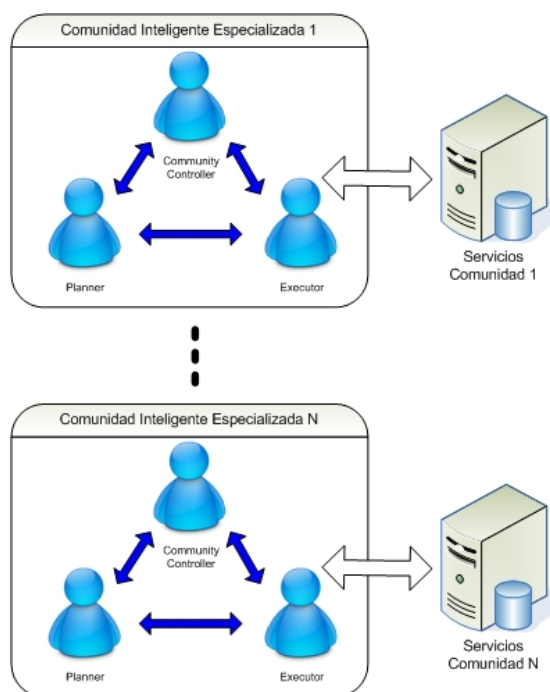 Comunidad Inteligente Especializada 1
Community
Controller
Planner
Executor
Servicios
Comunidad 1
Comunidad Inteligente Especializada N
Community
Controller
Planner
Executor
Servicios
Comunidad N